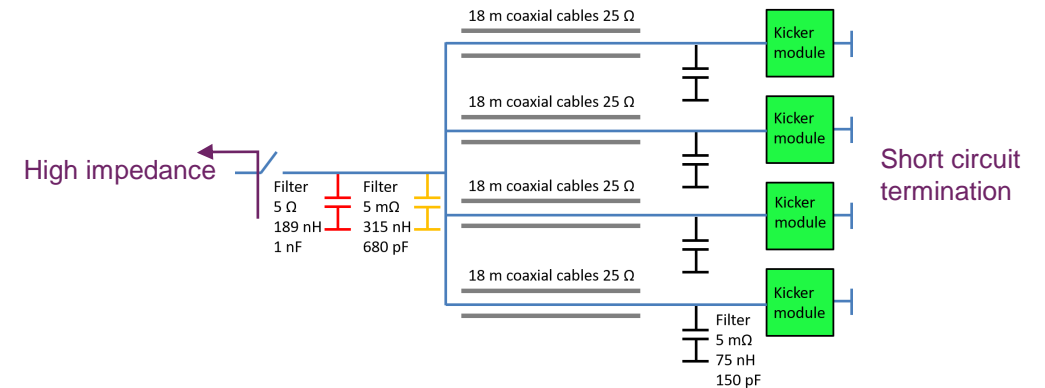 18 m coaxial cables 25 Ω
Kicker
module
18 m coaxial cables 25 Ω
Kicker
module
High impedance
Short circuit
termination
Filter
5 Ω
189 nH
1 nF
Filter
5 mΩ
315 nH
680 pF
18 m coaxial cables 25 Ω
Kicker
module
18 m coaxial cables 25 Ω
Kicker
module
Filter
5 mΩ
75 nH
150 pF